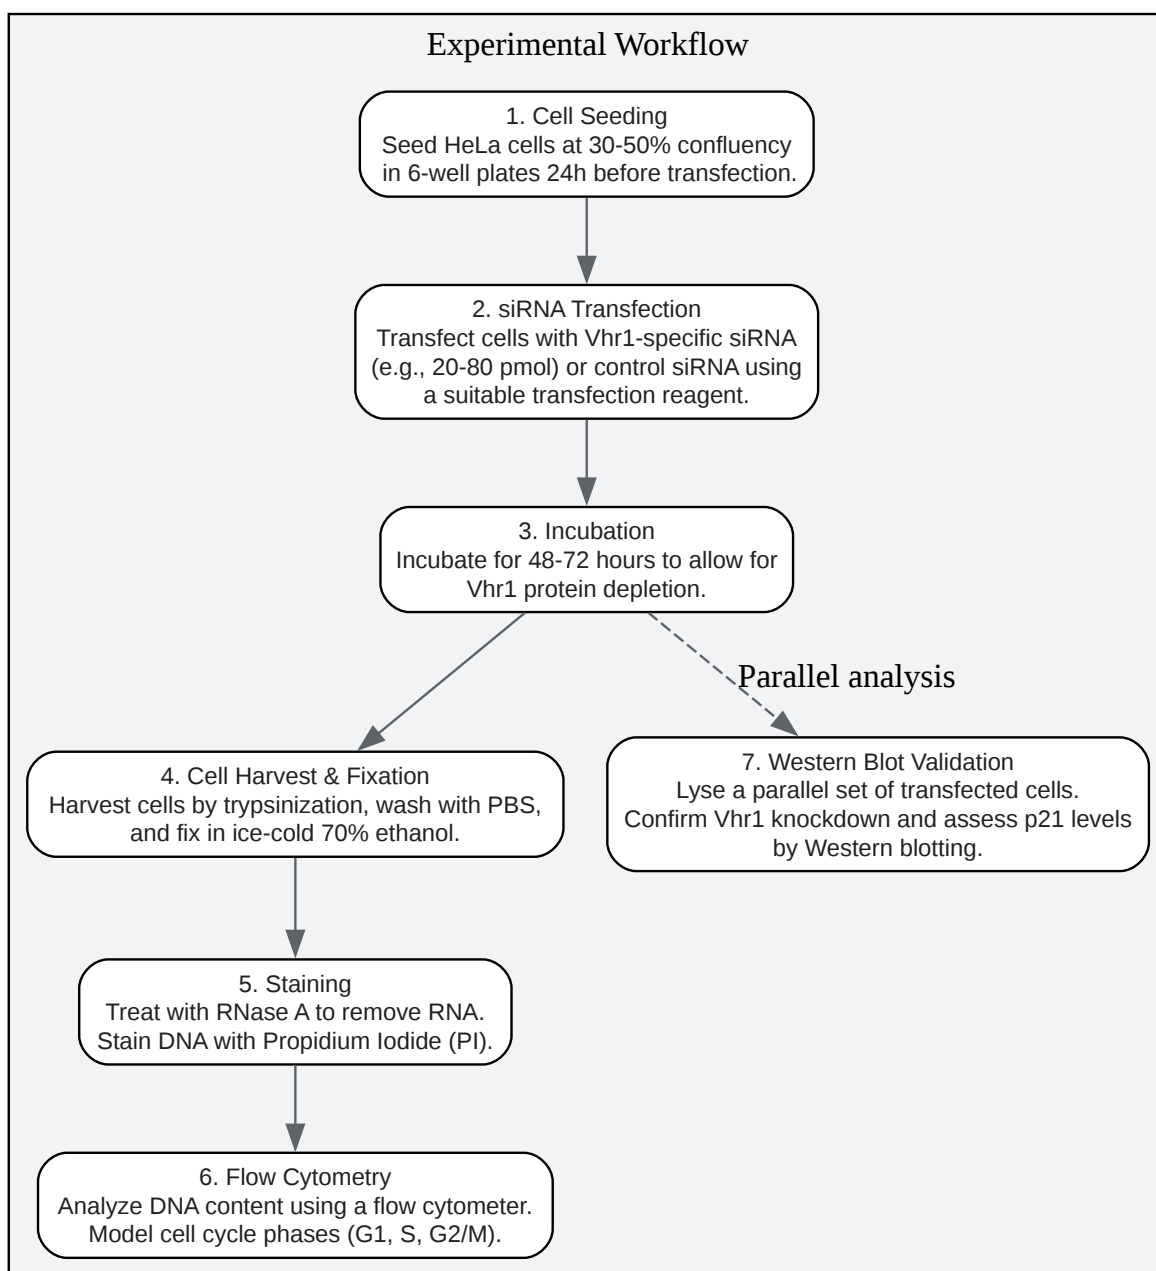 Experimental Workflow
1. Cell Seeding
Seed HeLa cells at 30-50% confluency
in 6-well plates 24h before transfection.
2. siRNA Transfection
Transfect cells with Vhr1-specific siRNA
(e.g., 20-80 pmol) or control siRNA using
a suitable transfection reagent.
3. Incubation
Incubate for 48-72 hours to allow for
Vhr1 protein depletion.
Parallel analysis
4. Cell Harvest & Fixation
Harvest cells by trypsinization, wash with PBS,
and fix in ice-cold 70% ethanol.
7. Western Blot Validation
Lyse a parallel set of transfected cells.
Confirm Vhr1 knockdown and assess p21 levels
by Western blotting.
5. Staining
Treat with RNase A to remove RNA.
Stain DNA with Propidium Iodide (PI).
6. Flow Cytometry
Analyze DNA content using a flow cytometer.
Model cell cycle phases (G1, S, G2/M).